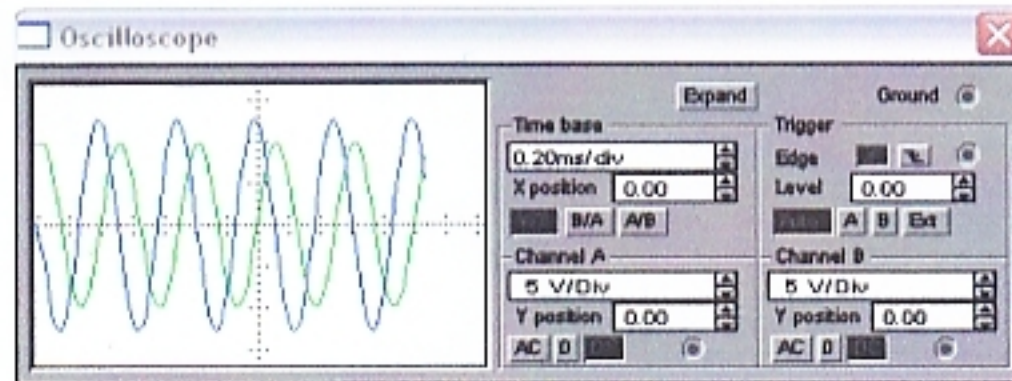 Oscilloscope
Expand
Ground
Time base
0.20ms/div
X position 0.00
B/A A/B
Trigger
Edge
Level 0.00
A B Ext
Channel A
5 V/Div
Y position 0.00
AC 0
Channel B
5 V/Div
Y position 0.00
AC 0